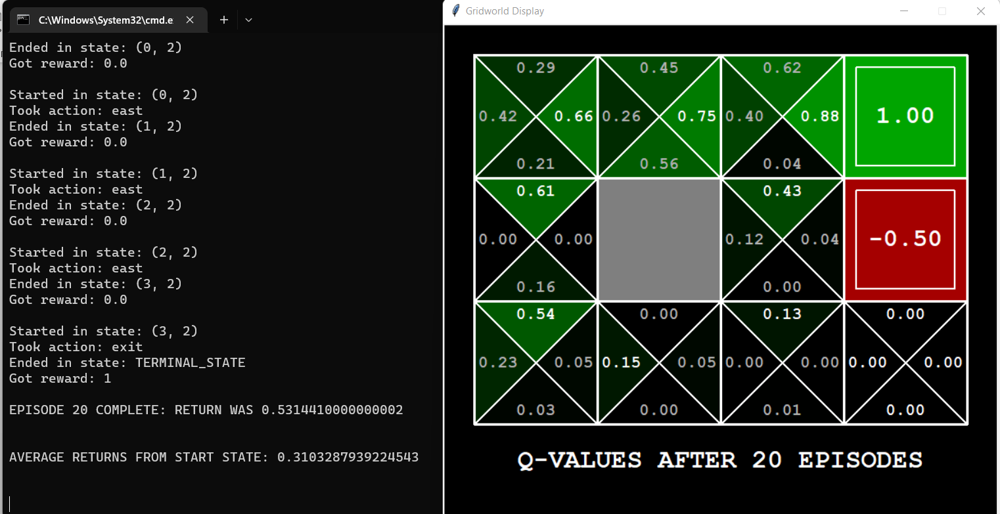 C:\Windows\System32\cmd.e
Ended in state: (0, 2)
Got reward: 0.0
Started in state: (0, 2)
Took action: east
Ended in state: (1, 2)
Got reward: 0.0
Started in state: (1, 2)
Took action: east
Ended in state: (2, 2)
Got reward: 0.0
Started in state: (2, 2)
Took action: east
Ended in state: (3, 2)
Got reward: 0.0
Started in state: (3, 2)
Took action: exit
Ended in state: TERMINAL_STATE
Got reward: 1
EPISODE 20 COMPLETE: RETURN WAS 0.5314410000000002
AVERAGE RETURNS FROM START STATE: 0.3103287939224543
Gridworld Display
0.29 0.45 0.62
0.42 0.66 0.26 0.75 0.40 0.88 1.00
0.21 0.56 0.04
0.61 0.43
0.00 0.00 0.12 0.04 -0.50
0.16 0.00
0.54 0.00 0.13 0.00
0.23 0.05 0.15 0.05 0.00 0.00 0.00 0.00
0.03 0.00 0.01 0.00
Q-VALUES AFTER 20 EPISODES